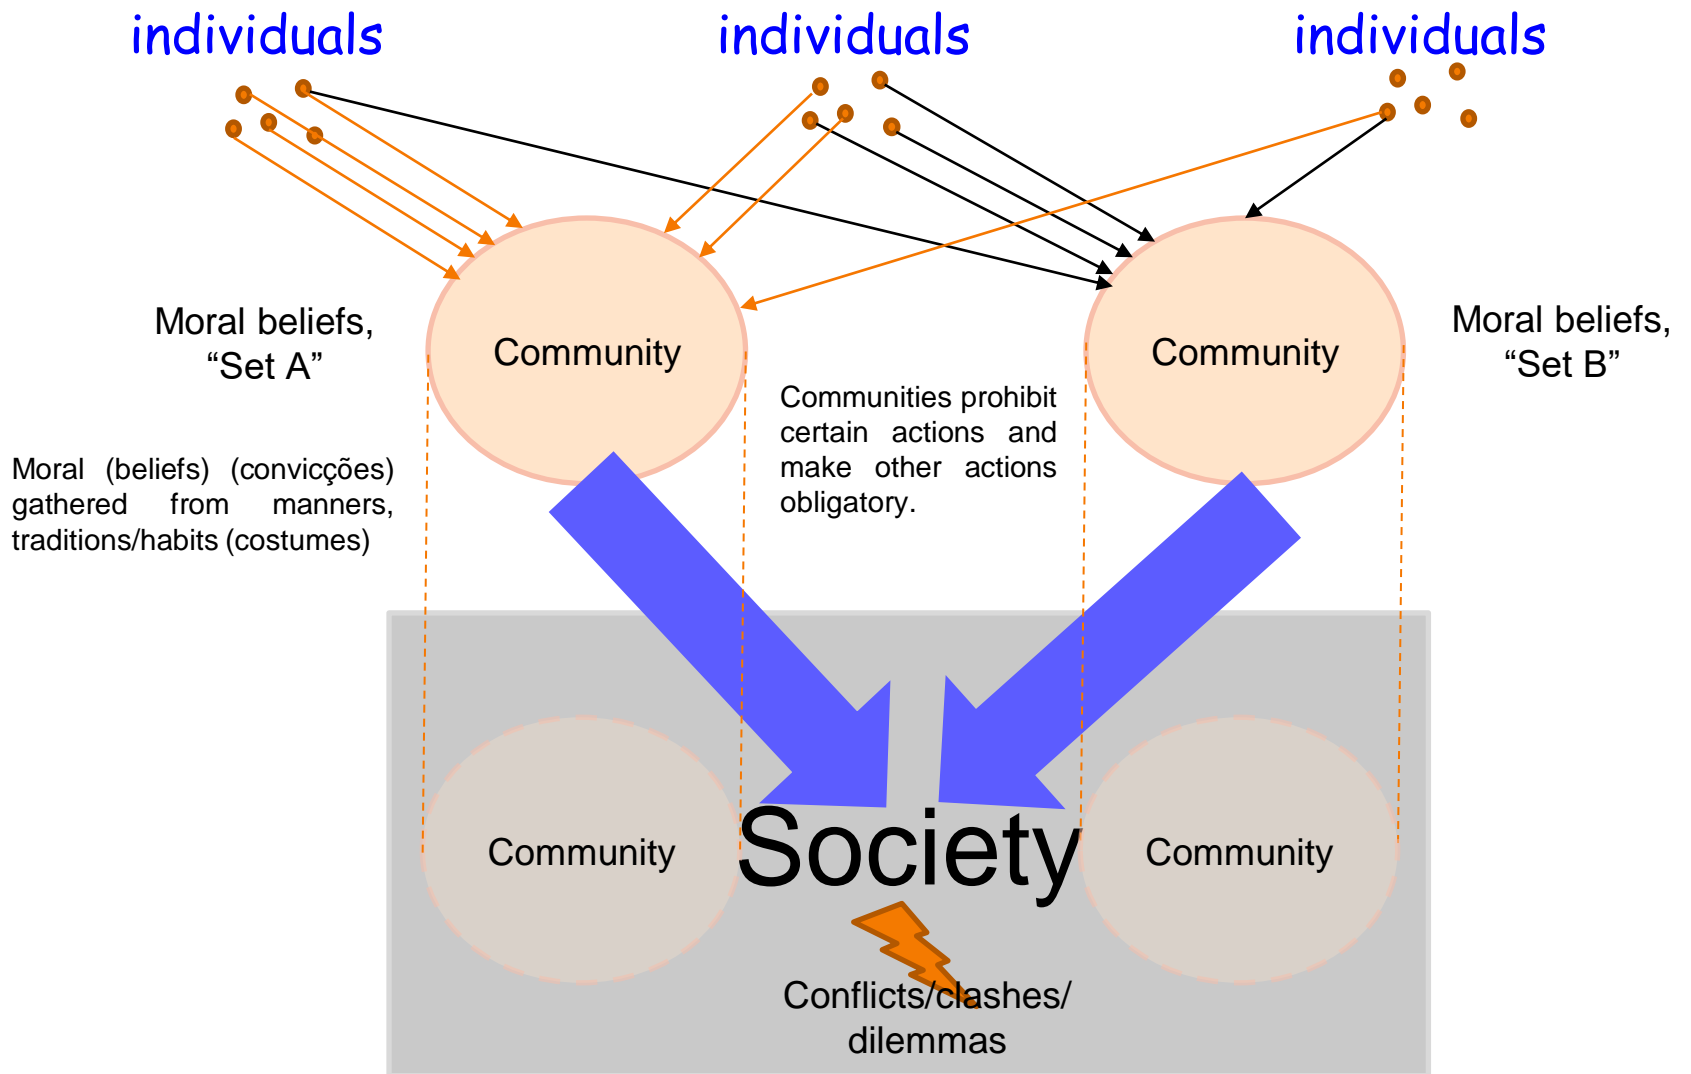 individuals
individuals
individuals
Moral beliefs,
“Set A”
Community
Community
Moral beliefs,
“Set B”
Communities prohibit
certain actions and
make other actions
obligatory.
Moral (beliefs) (convicções)
gathered from manners,
traditions/habits (costumes)
Community
Society
Community
Conflicts/clashes/
dilemmas